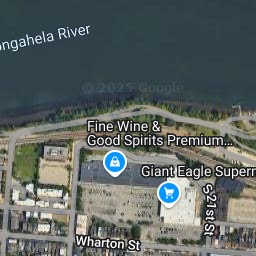 ongahela River
© 2025 Google
Fine Wine &
Good Spirits Premium...
Giant Eagle Superm
S 21st St
Wharton St